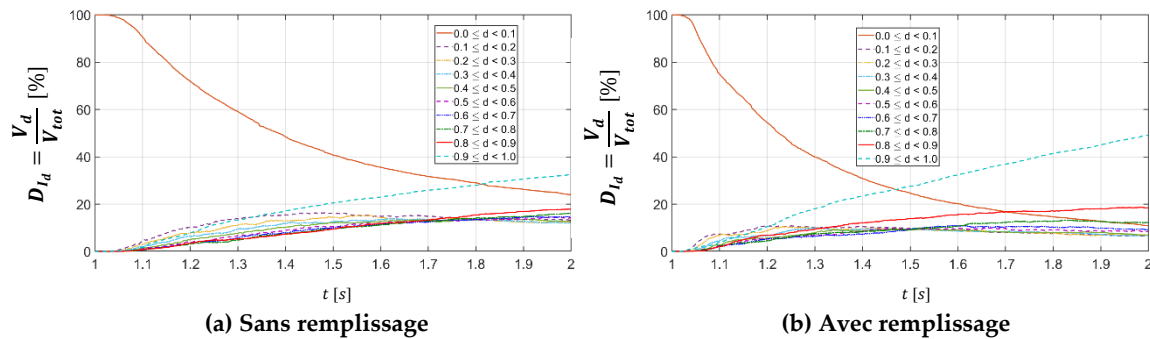 D_{I_d} = \frac{V_d}{V_{tot}} [%]
100
80
60
40
20
0
0.0 ≤ d < 0.1
0.1 ≤ d < 0.2
0.2 ≤ d < 0.3
0.3 ≤ d < 0.4
0.4 ≤ d < 0.5
0.5 ≤ d < 0.6
0.6 ≤ d < 0.7
0.7 ≤ d < 0.8
0.8 ≤ d < 0.9
0.9 ≤ d < 1.0
1 1.1 1.2 1.3 1.4 1.5 1.6 1.7 1.8 1.9 2
t [s]
(a) Sans remplissage
D_{I_d} = \frac{V_d}{V_{tot}} [%]
100
80
60
40
20
0
0.0 ≤ d < 0.1
0.1 ≤ d < 0.2
0.2 ≤ d < 0.3
0.3 ≤ d < 0.4
0.4 ≤ d < 0.5
0.5 ≤ d < 0.6
0.6 ≤ d < 0.7
0.7 ≤ d < 0.8
0.8 ≤ d < 0.9
0.9 ≤ d < 1.0
1 1.1 1.2 1.3 1.4 1.5 1.6 1.7 1.8 1.9 2
t [s]
(b) Avec remplissage